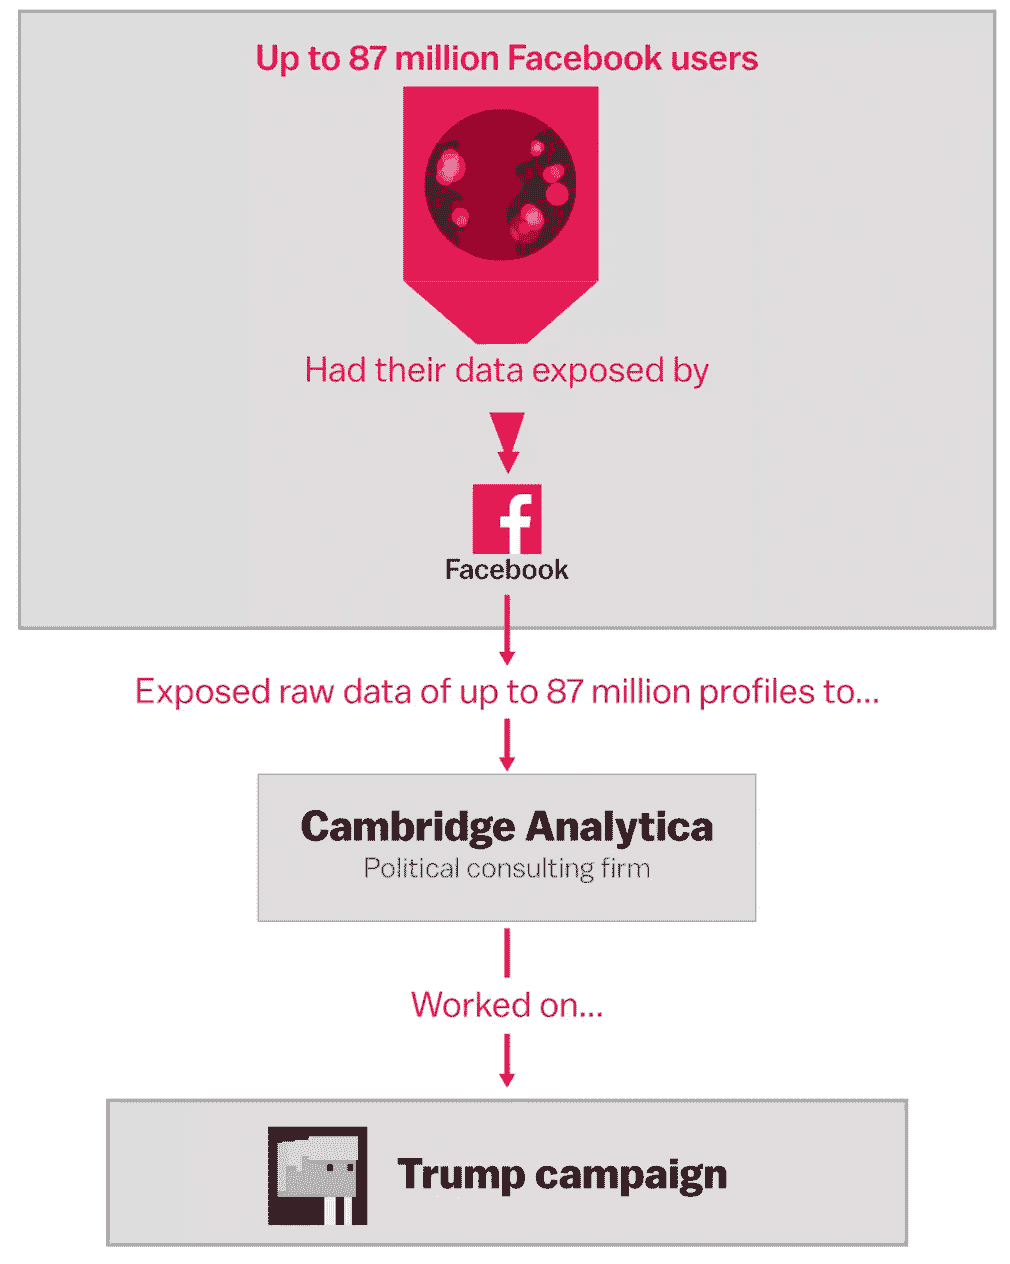 Up to 87 million Facebook users
Had their data exposed by
f
Facebook
Exposed raw data of up to 87 million profiles to...
Cambridge Analytica
Political consulting firm
Worked on...
Trump campaign